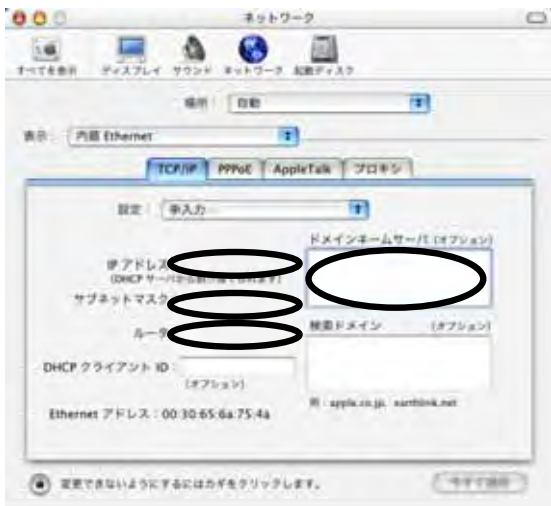 ネットワーク
すべてを表示 ディスプレイ サウンド ネットワーク 起動ディスク
場所： 自動
表示： 内蔵 Ethernet
TCP/IP PPPoE AppleTalk プロキシ
設定： 手入力
ドメインネームサーバ (オプション)
IP アドレス
(DHCP サーバから割り当てられます)
サブネットマスク
ルータ
検索ドメイン (オプション)
DHCP クライアント ID：
(オプション)
例：apple.co.jp, earthlink.net
Ethernet アドレス：00:30:65:6a:75:4a
変更できないようにするにはカギをクリックします。
今すぐ適用